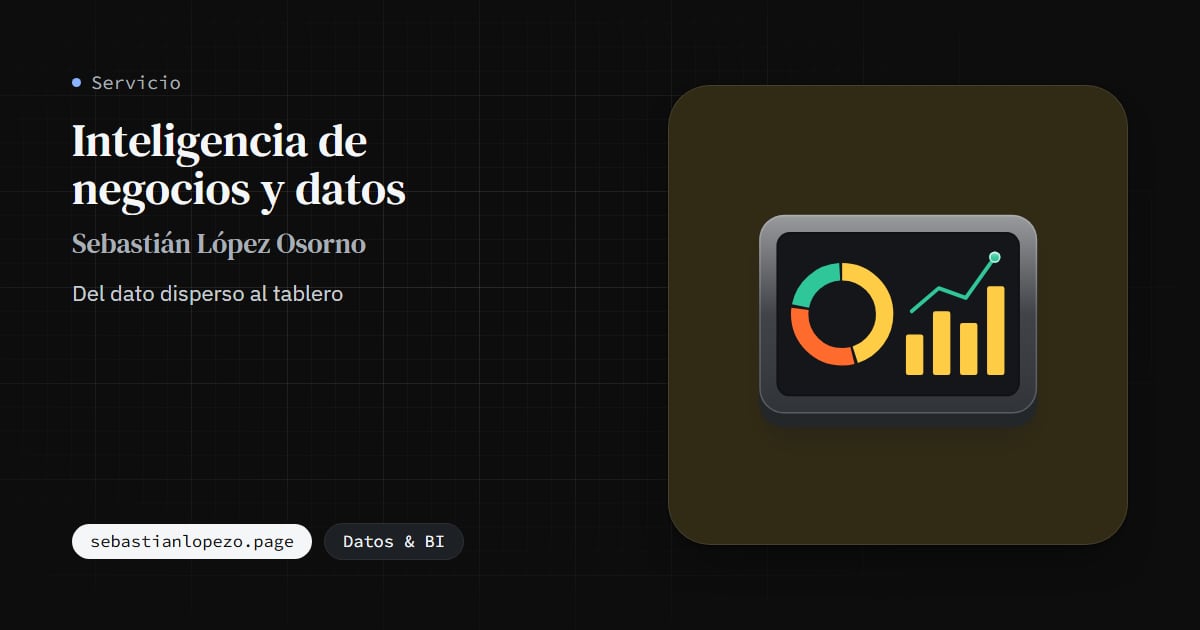 Servicio
Inteligencia de
negocios y datos
Sebastián López Osorno
Del dato disperso al tablero
sebastianlopezo.page
Datos & BI